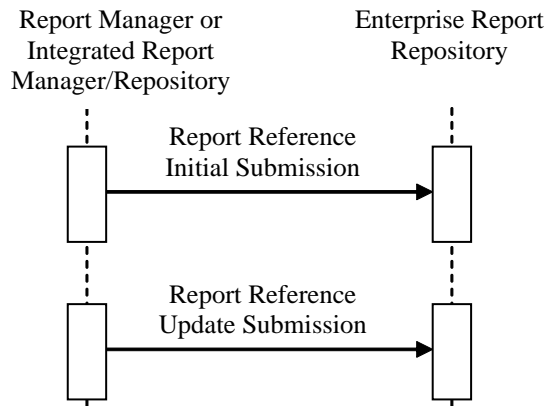 Report Manager or
Integrated Report
Manager/Repository
Enterprise Report
Repository
Report Reference
Initial Submission
Report Reference
Update Submission